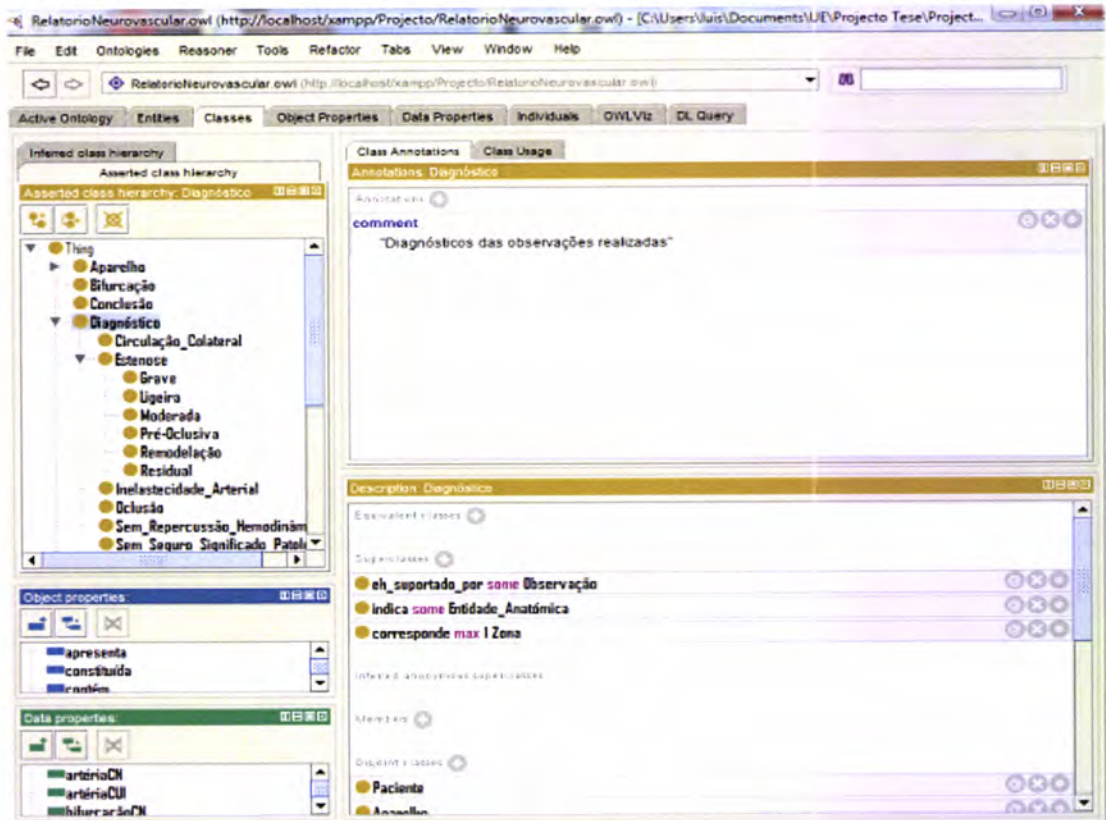 RelatorioNeurovascular.owl (http://localhost/xampp/Projecto/RelatorioNeurovascular.owl) - [C:\Users\luis\Documents\UE\Projecto Tese\Project...
File Edit Ontologies Reasoner Tools Refactor Tabs View Window Help
RelatorioNeurovascular.owl (http://localhost/xampp/Projecto/RelatorioNeurovascular.owl)
Active Ontology Entities Classes Object Properties Data Properties Individuals OWLViz DL Query
Inferred class hierarchy
Asserted class hierarchy
Asserted class hierarchy: Diagnóstico
Thing
Aparelho
Bifurcação
Conclusão
Diagnóstico
Circulação_Colateral
Estenose
Grave
Ligeira
Moderada
Pré-Oclusiva
Remodelação
Residual
Inelastecidade_Arterial
Oclusão
Sem_Repercussão_Hemodinâm
Sem_Seguro_Significado_Patol
Object properties:
apresenta
constituída
contém
Data properties:
artériaCN
artériaCUI
bifurcaçãoCN
Class Annotations Class Usage
Annotations: Diagnóstico
Annotations
comment
"Diagnósticos das observações realizadas"
Description: Diagnóstico
Equivalent classes
Superclasses
eh_suportado_por some Observação
indica some Entidade_Anatómica
corresponde max 1 Zona
Inferred anonymous superclasses
Members
Disjoint classes
Paciente
Aparelho